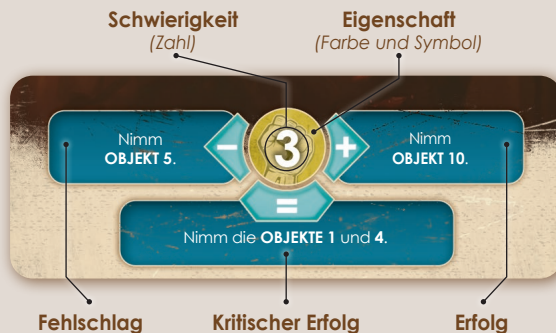 Schwierigkeit
(Zahl)
Eigenschaft
(Farbe und Symbol)
Nimm
OBJEKT 5.
−
3
+
Nimm
OBJEKT 10.
=
Nimm die OBJEKTE 1 und 4.
Fehlschlag
Kritischer Erfolg
Erfolg